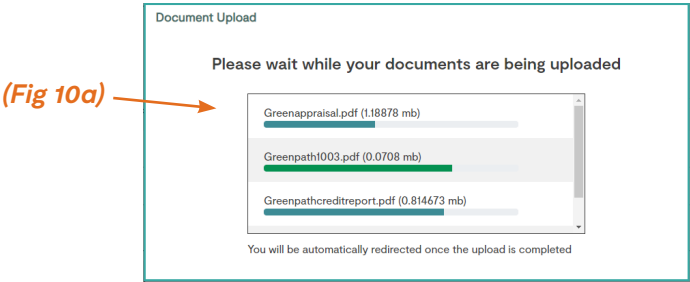 Document Upload
Please wait while your documents are being uploaded
(Fig 10a)
Greenappraisal.pdf (1.18878 mb)
Greenpath1003.pdf (0.0708 mb)
Greenpathcreditreport.pdf (0.814673 mb)
You will be automatically redirected once the upload is completed